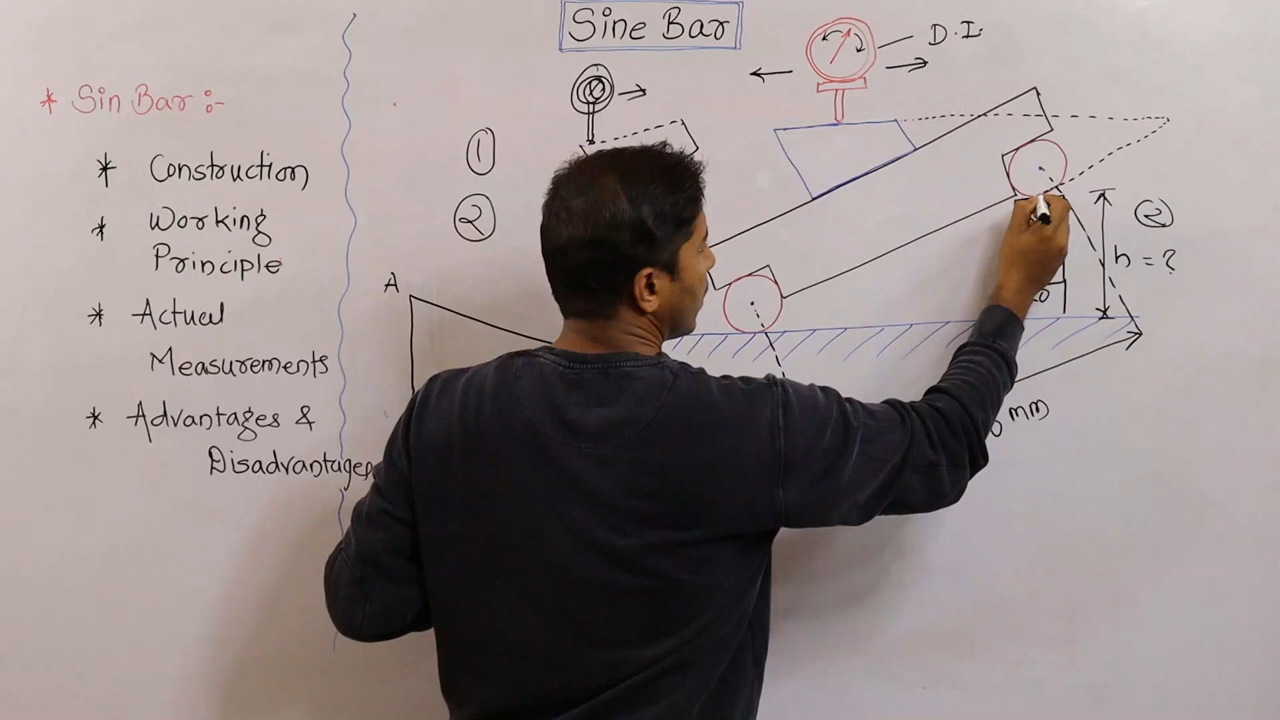 Sine Bar
D.I.
* Sin Bar :-
* Construction
* Working
Principle
* Actual
Measurements
* Advantages &
Disadvantages
1
2
A
2
h = ?
mm